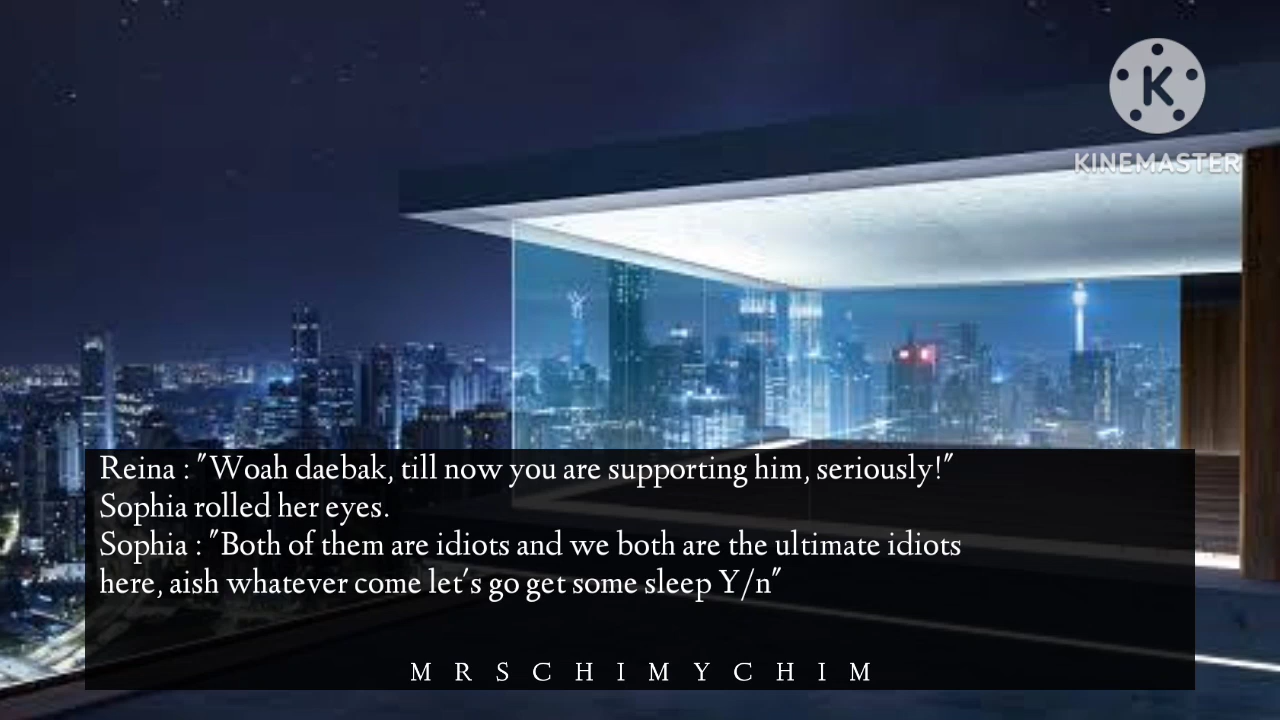 K
KINEMASTER
Reina : "Woah daebak, till now you are supporting him, seriously!"
Sophia rolled her eyes.
Sophia : "Both of them are idiots and we both are the ultimate idiots
here, aish whatever come let's go get some sleep Y/n"
M R S C H I M Y C H I M